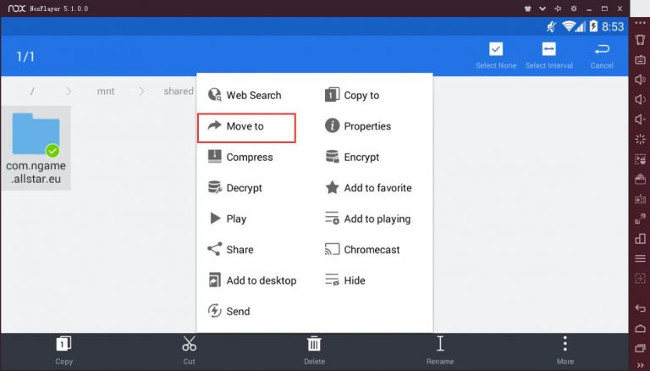 nox NoxPlayer 5.1.0.0
8:53
1/1
Select None Select Interval Cancel
/ mnt shared
com.ngame
.allstar.eu
Web Search Copy to
Move to Properties
Compress Encrypt
Decrypt Add to favorite
Play Add to playing
Share Chromecast
Add to desktop Hide
Send
Copy Cut Delete Rename More